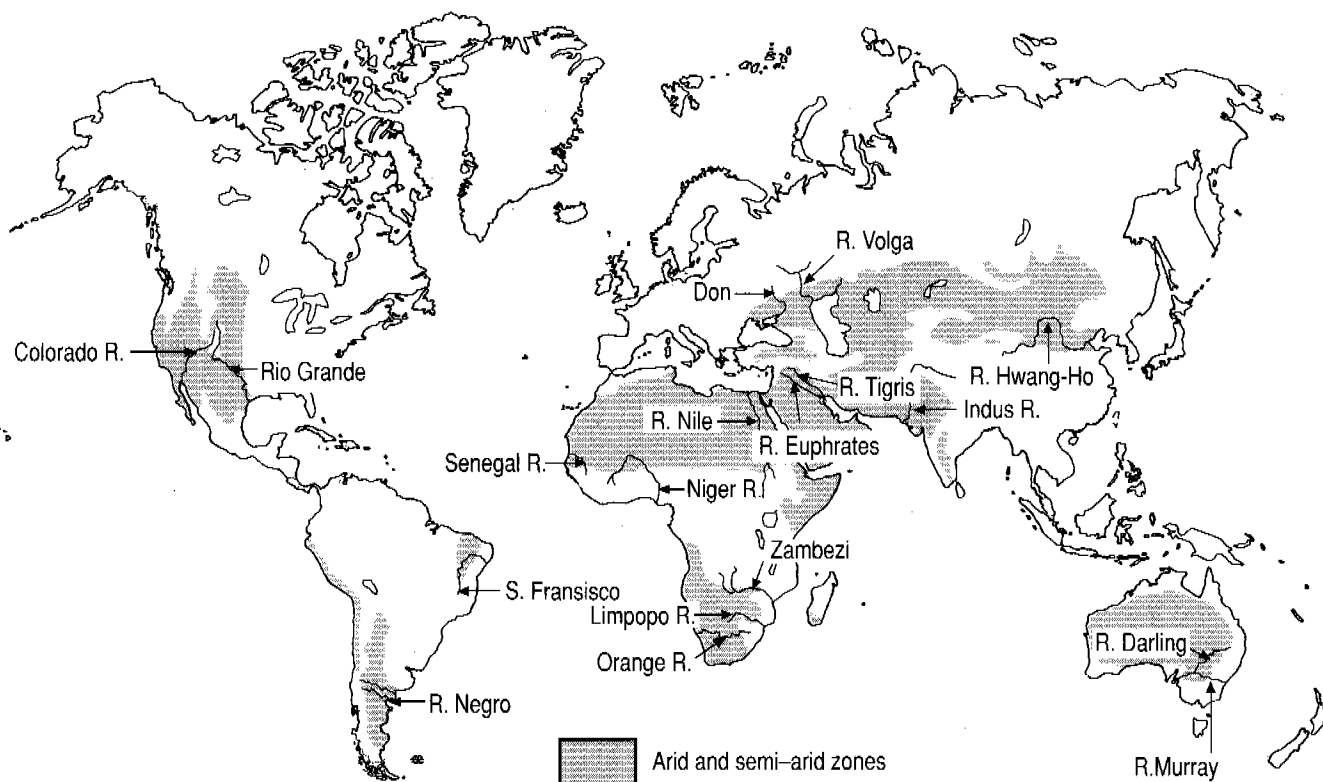 R. Volga
Don
Colorado R.
Rio Grande
R. Tigris
R. Hwang-Ho
Indus R.
R. Nile
R. Euphrates
Senegal R.
Niger R.
Zambezi
S. Fransisco
Limpopo R.
R. Darling
Orange R.
R. Negro
Arid and semi–arid zones
R.Murray